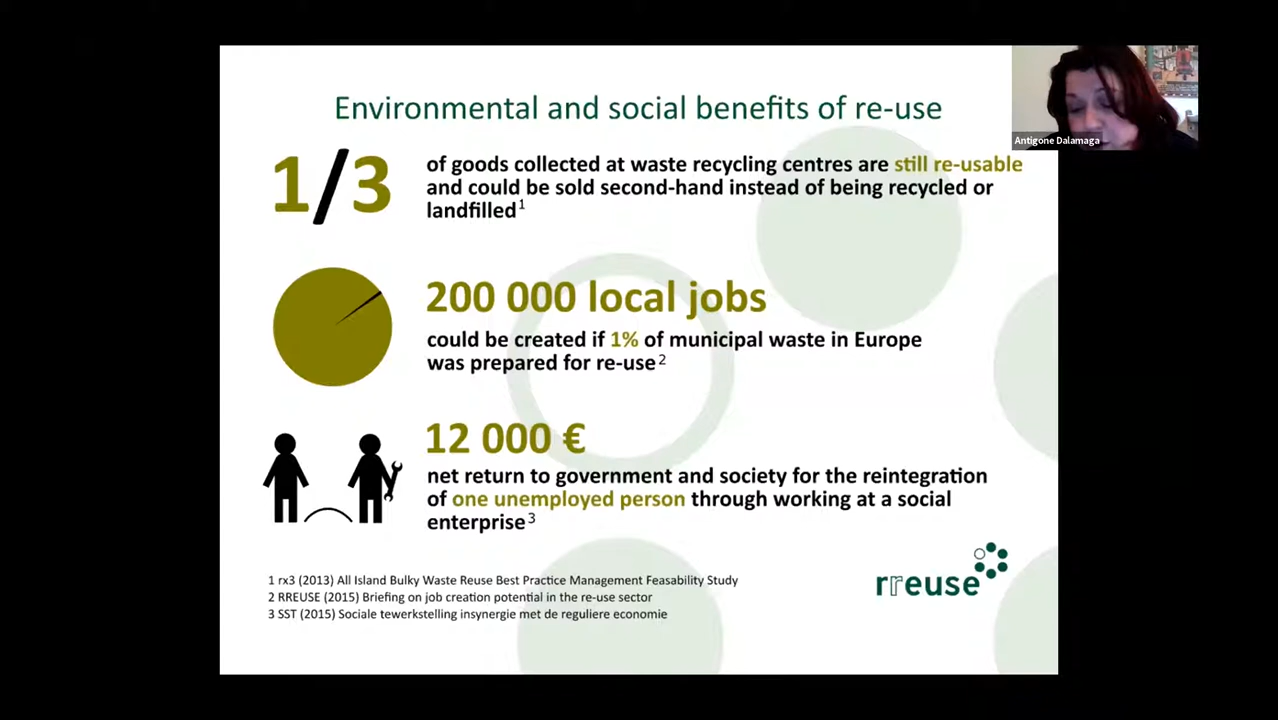 Environmental and social benefits of re-use
Antigone Dalamaga
1/3
of goods collected at waste recycling centres are still re-usable
and could be sold second-hand instead of being recycled or
landfilled1
200 000 local jobs
could be created if 1% of municipal waste in Europe
was prepared for re-use2
12 000 €
net return to government and society for the reintegration
of one unemployed person through working at a social
enterprise3
1 rx3 (2013) All Island Bulky Waste Reuse Best Practice Management Feasability Study
2 RREUSE (2015) Briefing on job creation potential in the re-use sector
3 SST (2015) Sociale tewerkstelling insynergie met de reguliere economie
rreuse